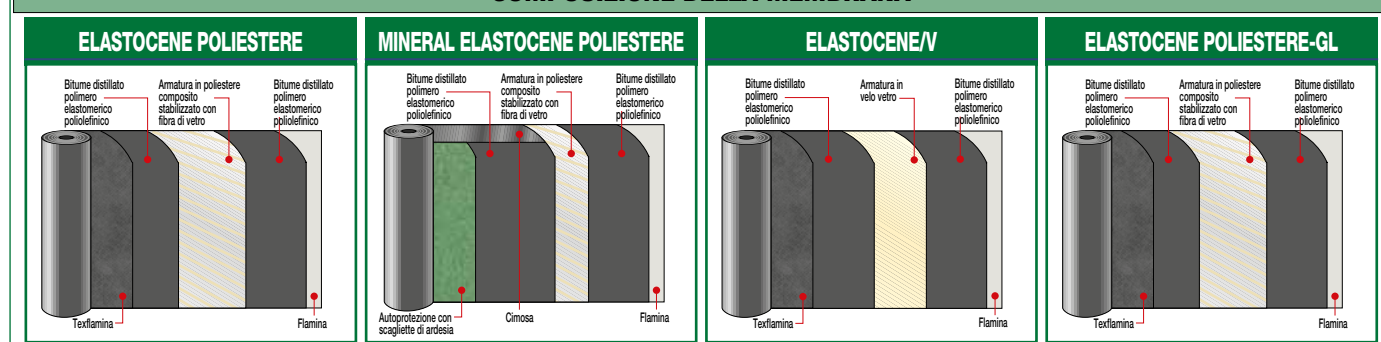 COMPOSIZIONE DELLA MEMBRANA
ELASTOCENE POLIESTERE
Bitume distillato
polimero
elastomerico
poliolefinico
Armatura in poliestere
composito
stabilizzato con
fibra di vetro
Bitume distillato
polimero
elastomerico
ppliolefinico
Texflamina
Flamina
MINERAL ELASTOCENE POLIESTERE
Bitume distillato
polimero
elastomerico
poliolefinico
Armatura in poliestere
composito
stabilizzato con
fibra di vetro
Bitume distillato
polimero
elastomerico
ppliolefinico
Autoprotezione con
scagliette di ardesia
Cimosa
Flamina
ELASTOCENE/V
Bitume distillato
polimero
elastomerico
poliolefinico
Armatura in
velo vetro
Bitume distillato
polimero
elastomerico
ppliolefinico
Texflamina
Flamina
ELASTOCENE POLIESTERE-GL
Bitume distillato
polimero
elastomerico
poliolefinico
Armatura in poliestere
composito
stabilizzato con
fibra di vetro
Bitume distillato
polimero
elastomerico
ppliolefinico
Texflamina
Flamina